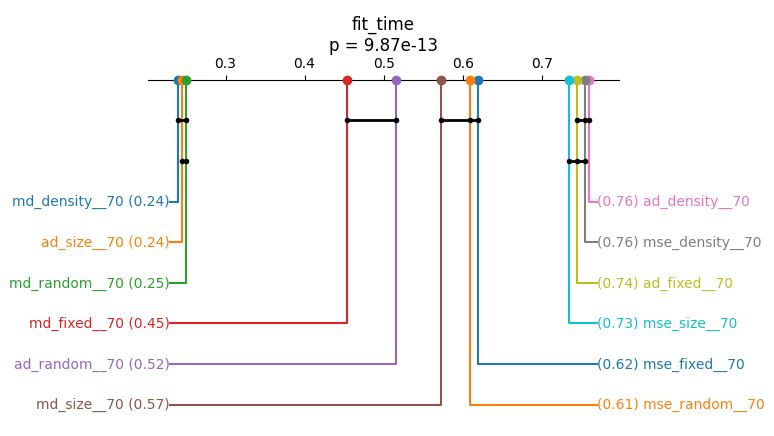 fit_time
p = 9.87e-13
0.3 0.4 0.5 0.6 0.7
md_density__70 (0.24)
(0.76) ad_density__70
ad_size__70 (0.24)
(0.76) mse_density__70
md_random__70 (0.25)
(0.74) ad_fixed__70
md_fixed__70 (0.45)
(0.73) mse_size__70
ad_random__70 (0.52)
(0.62) mse_fixed__70
md_size__70 (0.57)
(0.61) mse_random__70